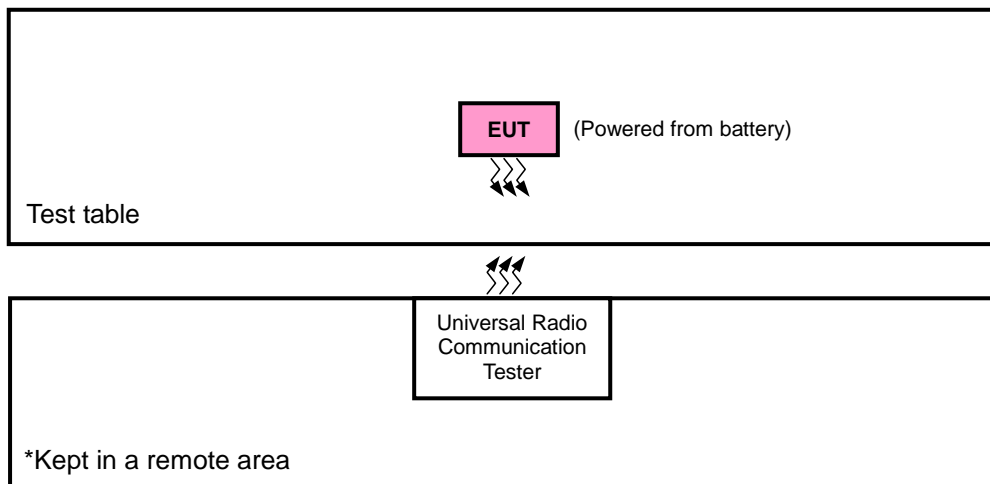 EUT
(Powered from battery)
Test table
Universal Radio
Communication
Tester
*Kept in a remote area